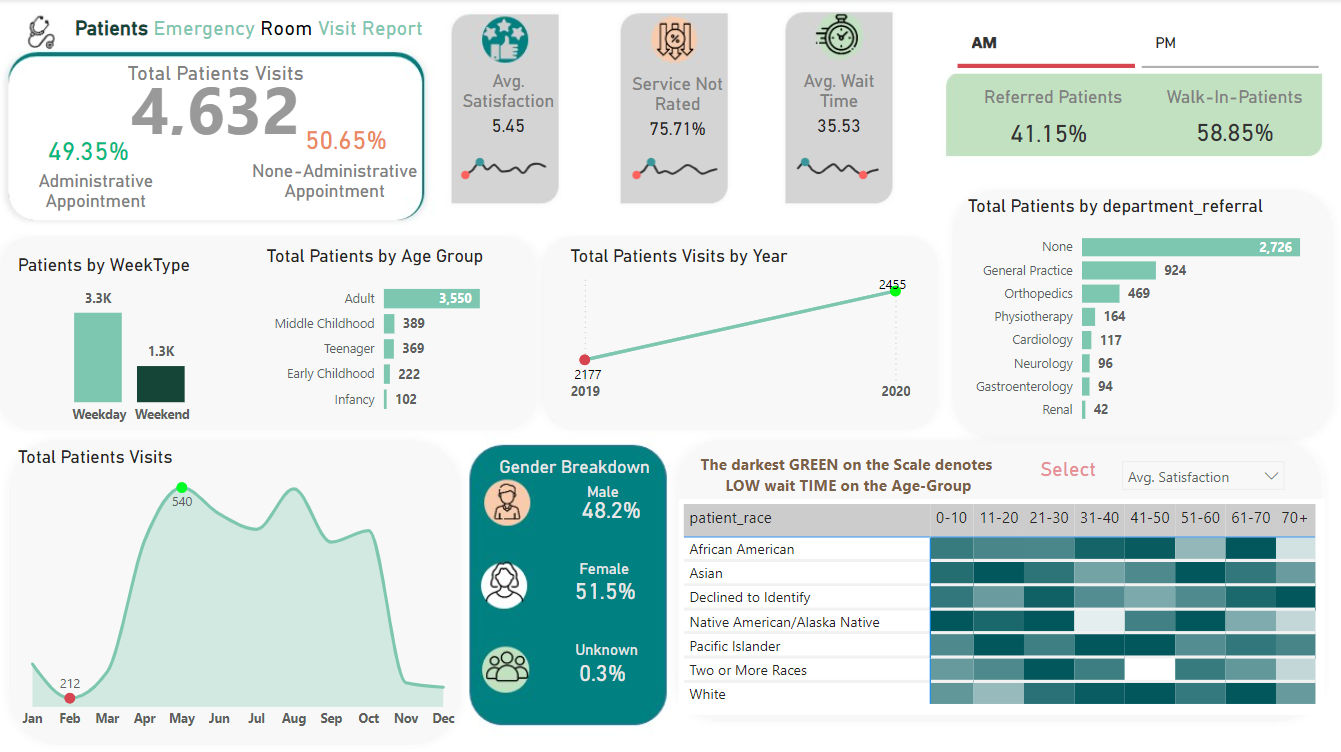 Patients Emergency Room Visit Report
Total Patients Visits
4,632
49.35%
Administrative
Appointment
50.65%
None-Administrative
Appointment
Avg.
Satisfaction
5.45
Service Not
Rated
75.71%
%
Avg. Wait
Time
35.53
AM
PM
Referred Patients
41.15%
Walk-In-Patients
58.85%
Patients by WeekType
3.3K
1.3K
Weekday
Weekend
Total Patients by Age Group
Adult 3,550
Middle Childhood 389
Teenager 369
Early Childhood 222
Infancy 102
Total Patients Visits by Year
2455
2177
2019
2020
Total Patients by department_referral
None 2,726
General Practice 924
Orthopedics 469
Physiotherapy 164
Cardiology 117
Neurology 96
Gastroenterology 94
Renal 42
Total Patients Visits
540
212
Jan Feb Mar Apr May Jun Jul Aug Sep Oct Nov Dec
Gender Breakdown
Male
48.2%
Female
51.5%
Unknown
0.3%
The darkest GREEN on the Scale denotes
LOW wait TIME on the Age-Group
Select
Avg. Satisfaction
patient_race 0-10 11-20 21-30 31-40 41-50 51-60 61-70 70+
African American
Asian
Declined to Identify
Native American/Alaska Native
Pacific Islander
Two or More Races
White